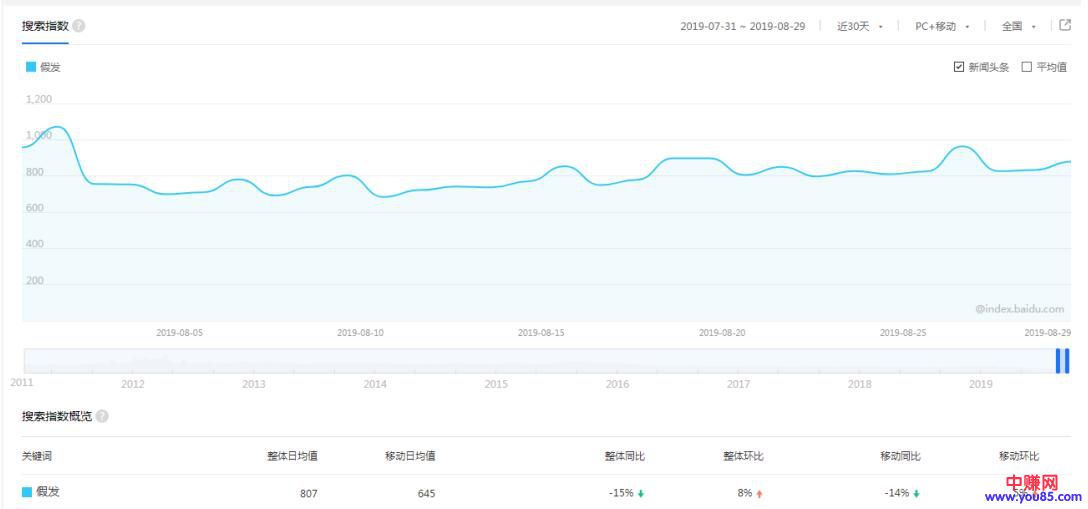 搜索指数 ? 2019-07-31 ~ 2019-08-29 近30天 PC+移动 全国
假发 新闻头条 平均值
1,200
1,000
800
600
400
200
@index.baidu.com
2019-08-05 2019-08-10 2019-08-15 2019-08-20 2019-08-25 2019-08-29
2011 2012 2013 2014 2015 2016 2017 2018 2019
搜索指数概览 ?
关键词 整体日均值 移动日均值 整体同比 整体环比 移动同比 移动环比
假发 807 645 -15% 8% -14%
中赚网
www.you85.com